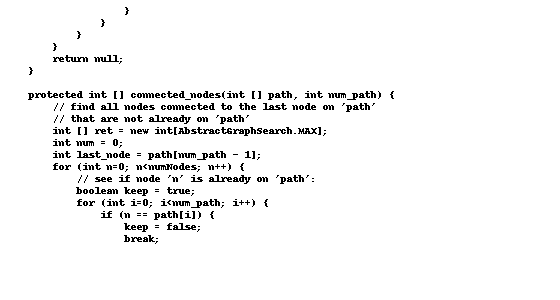 }
            }
        }
    }
    return null;
}

protected int [] connected_nodes(int [] path, int num_path) {
    // find all nodes connected to the last node on 'path'
    // that are not already on 'path'
    int [] ret = new int[AbstractGraphSearch.MAX];
    int num = 0;
    int last_node = path[num_path - 1];
    for (int n=0; n<numNodes; n++) {
        // see if node 'n' is already on 'path':
        boolean keep = true;
        for (int i=0; i<num_path; i++) {
            if (n == path[i]) {
                keep = false;
                break;